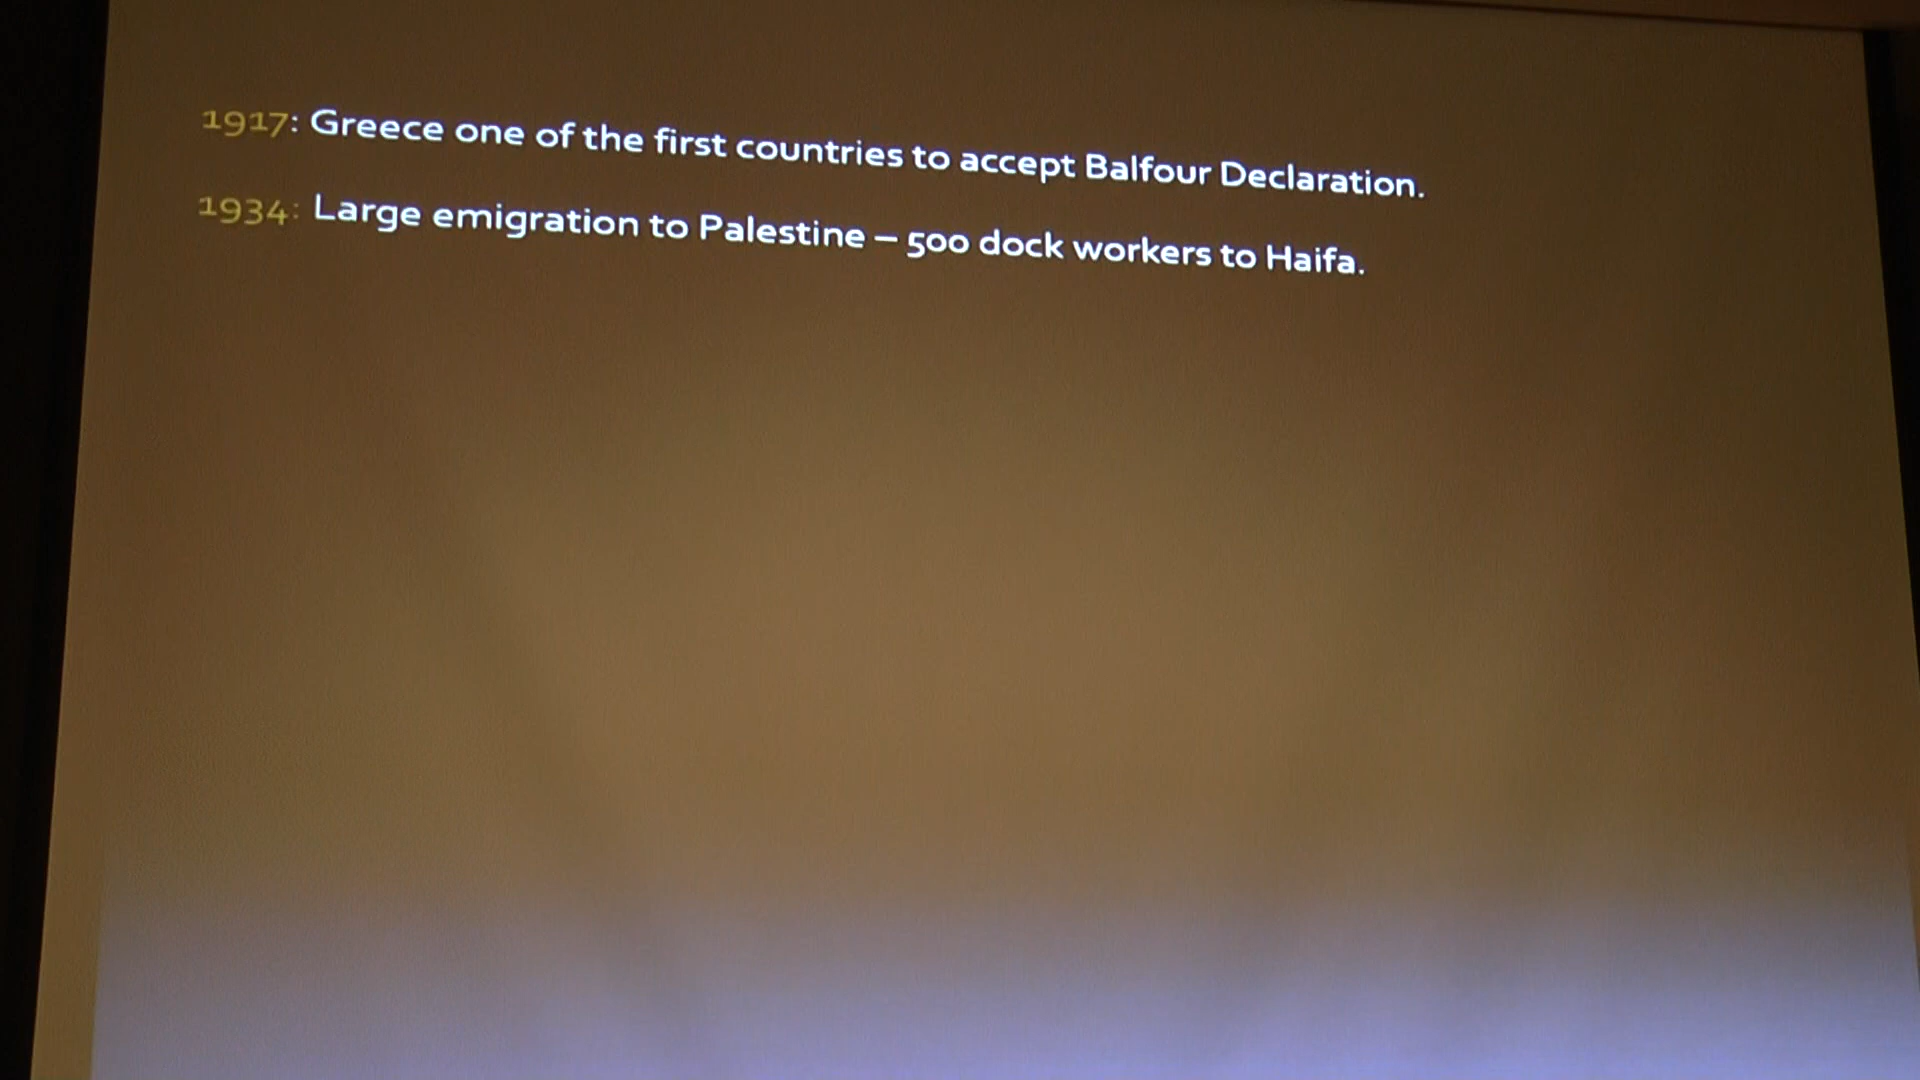 1917: Greece one of the first countries to accept Balfour Declaration.
1934: Large emigration to Palestine – 500 dock workers to Haifa.